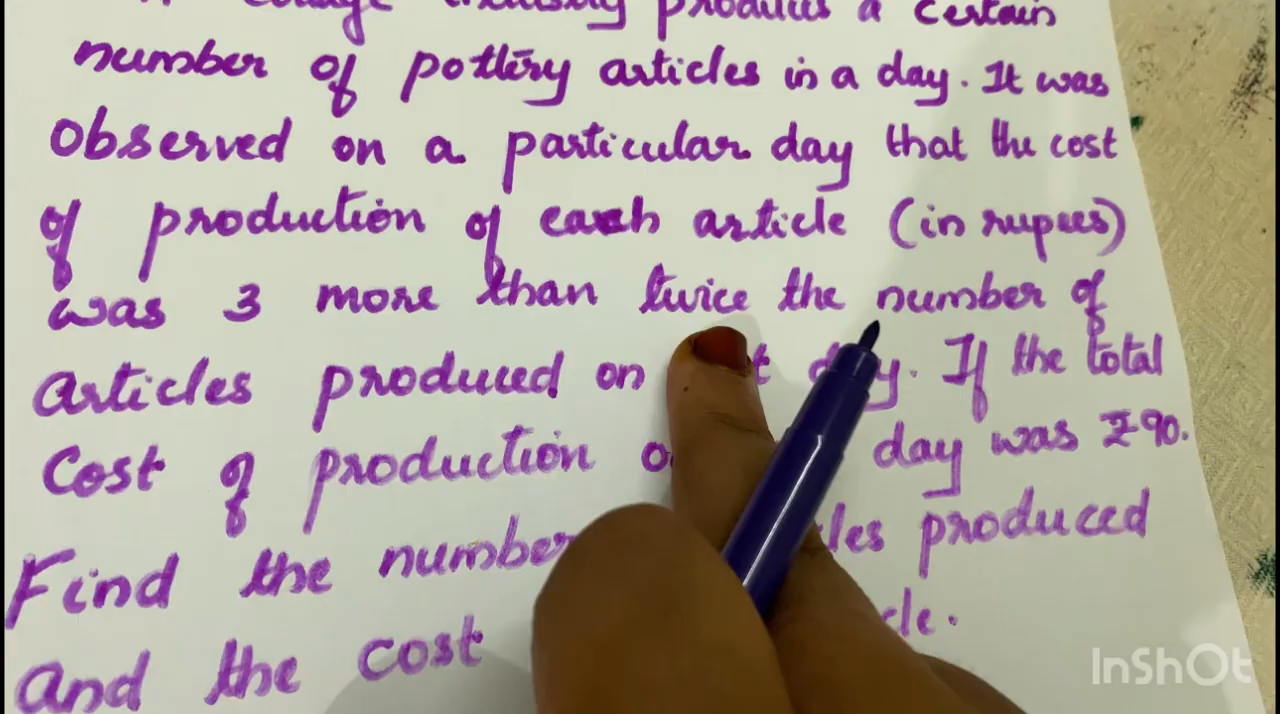 produces a certain
number of pottery articles in a day. It was
Observed on a particular day that the cost
of production of each article (in rupees)
was 3 more than twice the number of
Articles produced on day. If the total
Cost of production day was ₹90.
Find the number produced
And the cost
InShOt